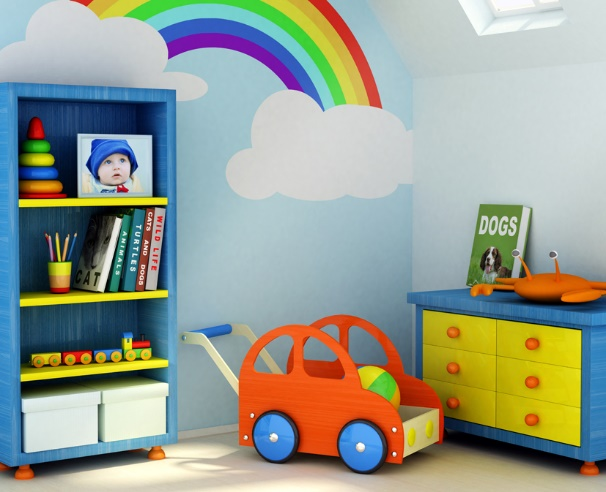 CAT
ANIMALS
TURTLES
CATS AND DOGS
WILD LIFE
DOGS